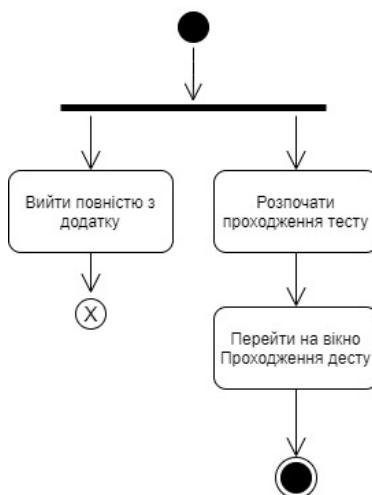 Вийти повністю з
додатку
X
Розпочати
проходження тесту
Перейти на вікно
Проходження десту